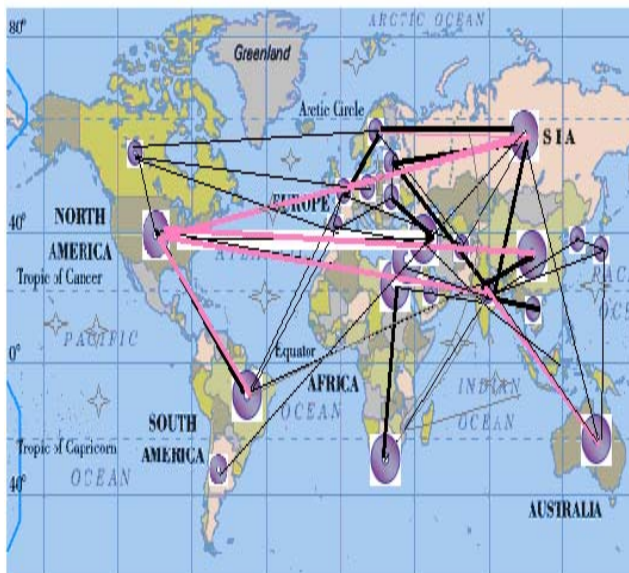 80°
ARCTIC OCEAN
Greenland
Arctic Circle
S I A
EUROPE
NORTH
AMERICA
40°
Tropic of Cancer
PACIFIC
Equator
0°
AFRICA
INDIAN
OCEAN
OCEAN
SOUTH
AMERICA
Tropic of Capricorn
OCEAN
40°
AUSTRALIA